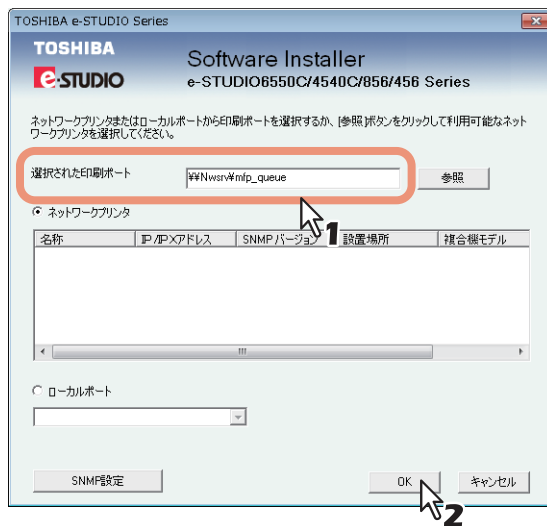 TOSHIBA e-STUDIO Series
TOSHIBA
e-STUDIO
Software Installer
e-STUDIO6550C/4540C/856/456 Series
ネットワークプリンタまたはローカルポートから印刷ポートを選択するか、[参照]ボタンをクリックして利用可能なネット
ワークプリンタを選択してください。
選択された印刷ポート
¥¥Nwsrv¥mfp_queue
参照
1
ネットワークプリンタ
名称 IP/IPXアドレス SNMPバージョン 設置場所 複合機モデル
ローカルポート
SNMP設定
OK
キャンセル
2